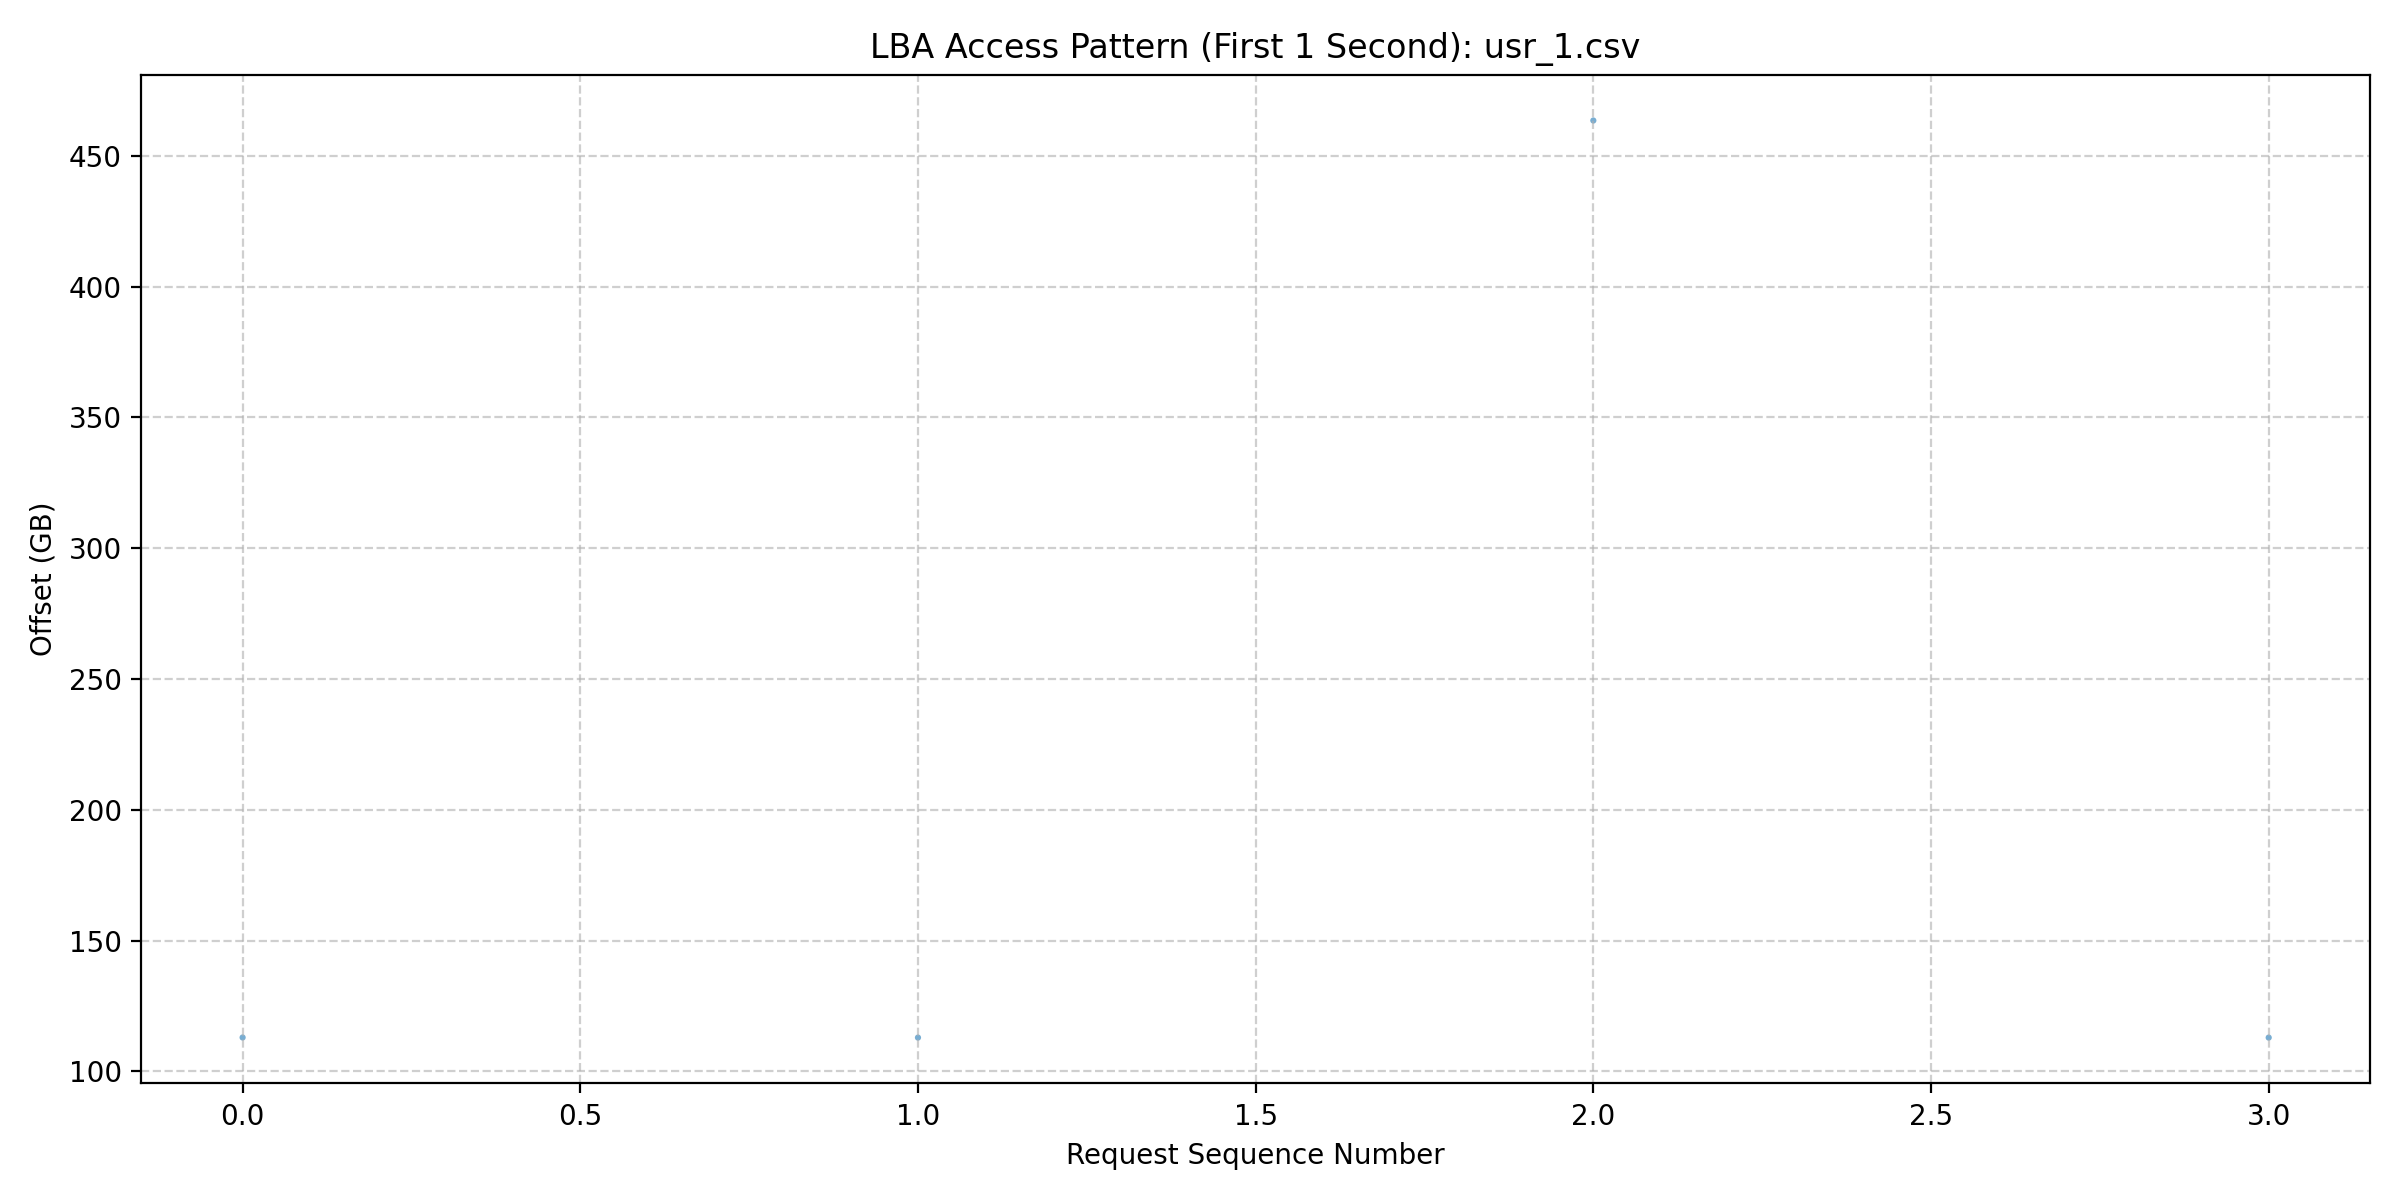 LBA Access Pattern (First 1 Second): usr_1.csv
Offset (GB)
450
400
350
300
250
200
150
100
0.0 0.5 1.0 1.5 2.0 2.5 3.0
Request Sequence Number